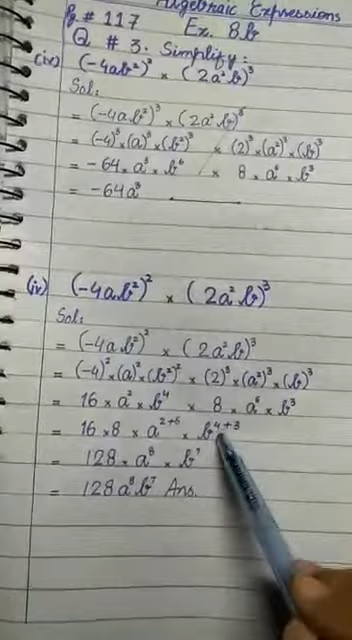 Algebraic Expressions
Pg. # 117 Ex. 8b
Q # 3. Simplify:
(iv) (-4ab²)³ × (2a²b)³
Sol:
= (-4ab²)³ × (2a²b)³
= (-4)³×(a)³×(b²)³ × (2)³×(a²)³×(b)³
= -64 × a³ × b⁶ × 8 × a⁶ × b³
= -64a³
(iv) (-4ab²)² × (2a²b)³
Sol:
= (-4ab²)² × (2a²b)³
= (-4)²×(a)²×(b²)² × (2)³×(a²)³×(b)³
= 16 × a² × b⁴ × 8 × a⁶ × b³
= 16×8 × a²⁺⁶ × b⁴⁺³
= 128 × a⁸ × b⁷
= 128a⁸b⁷ Ans.